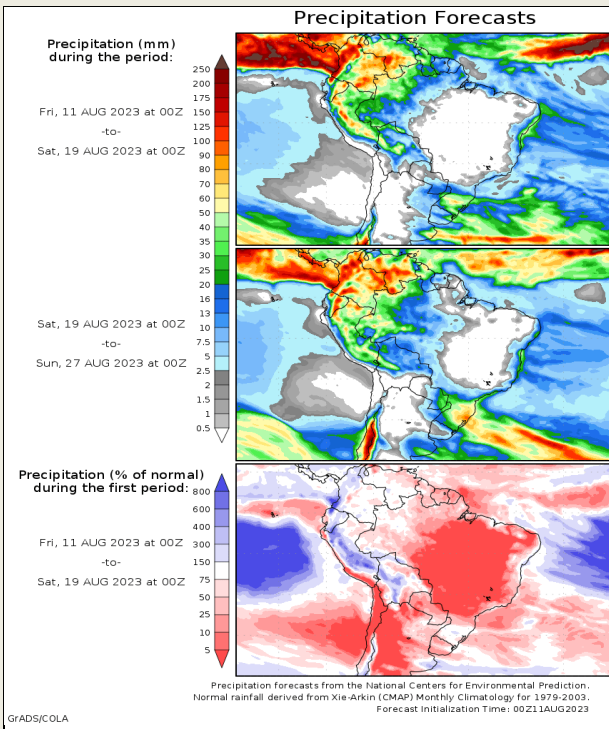 Precipitation Forecasts
Precipitation (mm)
during the period:
250
200
175
150
125
100
90
80
70
60
50
40
35
30
25
20
16
13
10
7.5
5
2.5
2
1.5
1
0.5
Fri, 11 AUG 2023 at 00Z
-to-
Sat, 19 AUG 2023 at 00Z
Sat, 19 AUG 2023 at 00Z
-to-
Sun, 27 AUG 2023 at 00Z
Precipitation (% of normal)
during the first period:
800
600
400
300
150
75
50
25
10
5
Fri, 11 AUG 2023 at 00Z
-to-
Sat, 19 AUG 2023 at 00Z
Precipitation forecasts from the National Centers for Environmental Prediction.
Normal rainfall derived from Xie-Arkin (CMAP) Monthly Climatology for 1979-2003.
Forecast Initialization Time: 00Z11AUG2023
GrADS/COLA